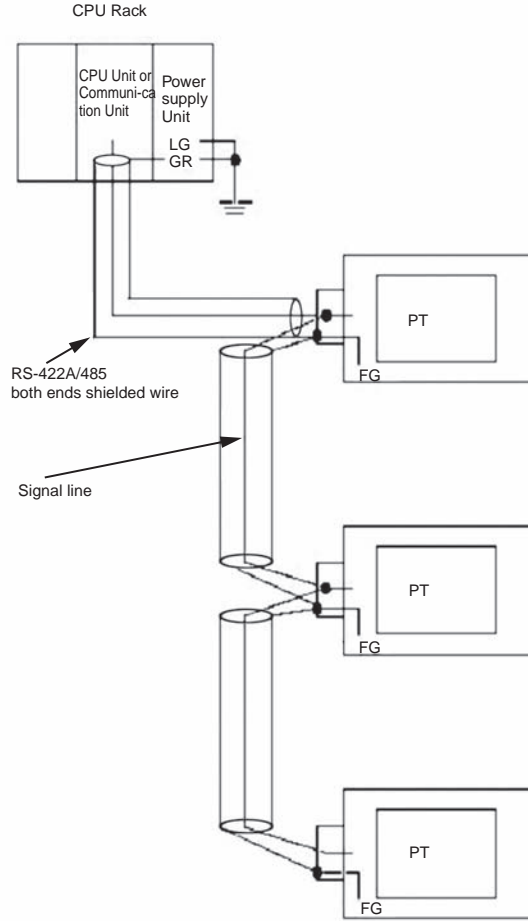 CPU Rack
CPU Unit or
Communi-ca
tion Unit
Power
supply
Unit
LG
GR
PT
FG
RS-422A/485
both ends shielded wire
Signal line
PT
FG
PT
FG